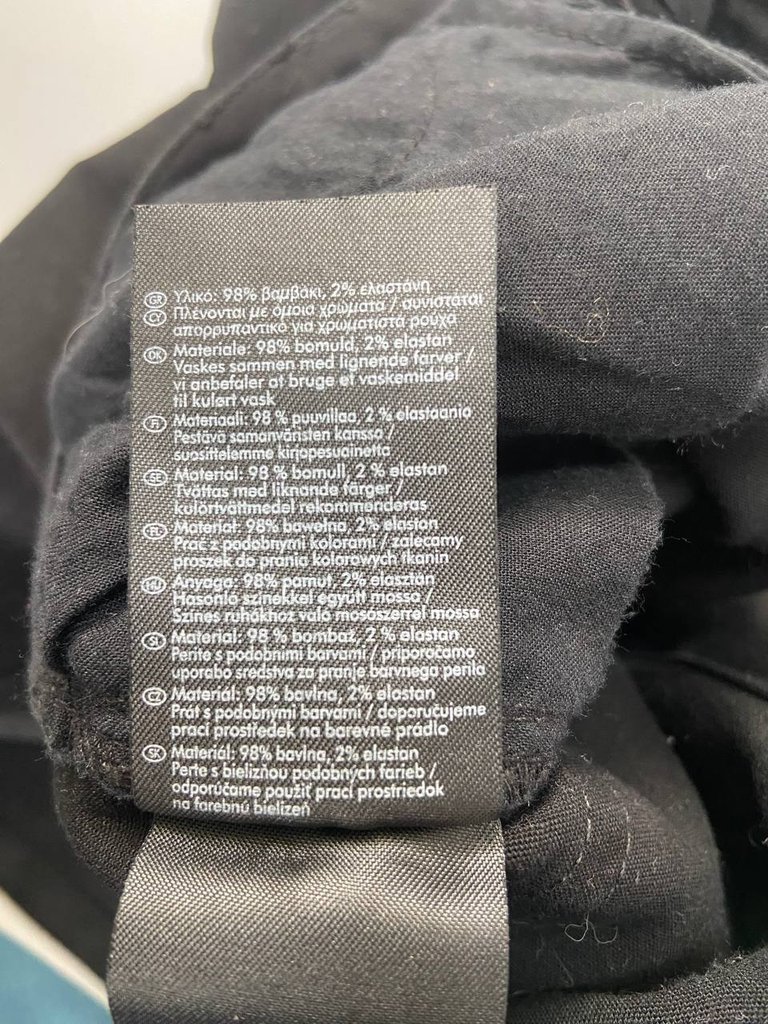 GR Υλικό: 98% βαμβάκι, 2% ελαστάνη
CY Πλένονται με όμοια χρώματα / συνιστάται
απορρυπαντικό για χρωματιστά ρούχα
DK Materiale: 98% bomuld, 2% elastan
Vaskes sammen med lignende farver /
vi anbefaler at bruge et vaskemiddel
til kulørt vask
FI Materiaali: 98 % puuvillaa, 2 % elastaania
Pestävä samanväristen kanssa /
suosittelemme kirjopesuainetta
SE Material: 98 % bomull, 2 % elastan
Tvättas med liknande färger /
kulörtvättmedel rekommenderas
PL Materiał: 98% bawełna, 2% elastan
Prać z podobnymi kolorami / zalecamy
proszek do prania kolorowych tkanin
HU Anyaga: 98% pamut, 2% elasztán
Hasonló színekkel együtt mossa /
Színes ruhákhoz való mosószerrel mossa
SI Material: 98 % bombaž, 2 % elastan
Perite s podobnimi barvami / priporočamo
uporabo sredstva za pranje barvnega perila
CZ Materiál: 98% bavlna, 2% elastan
Prát s podobnými barvami / doporučujeme
prací prostředek na barevné prádlo
SK Materiál: 98% bavlna, 2% elastan
Perte s bielizňou podobných farieb /
odporúčame použiť prací prostriedok
na farebnú bielizeň